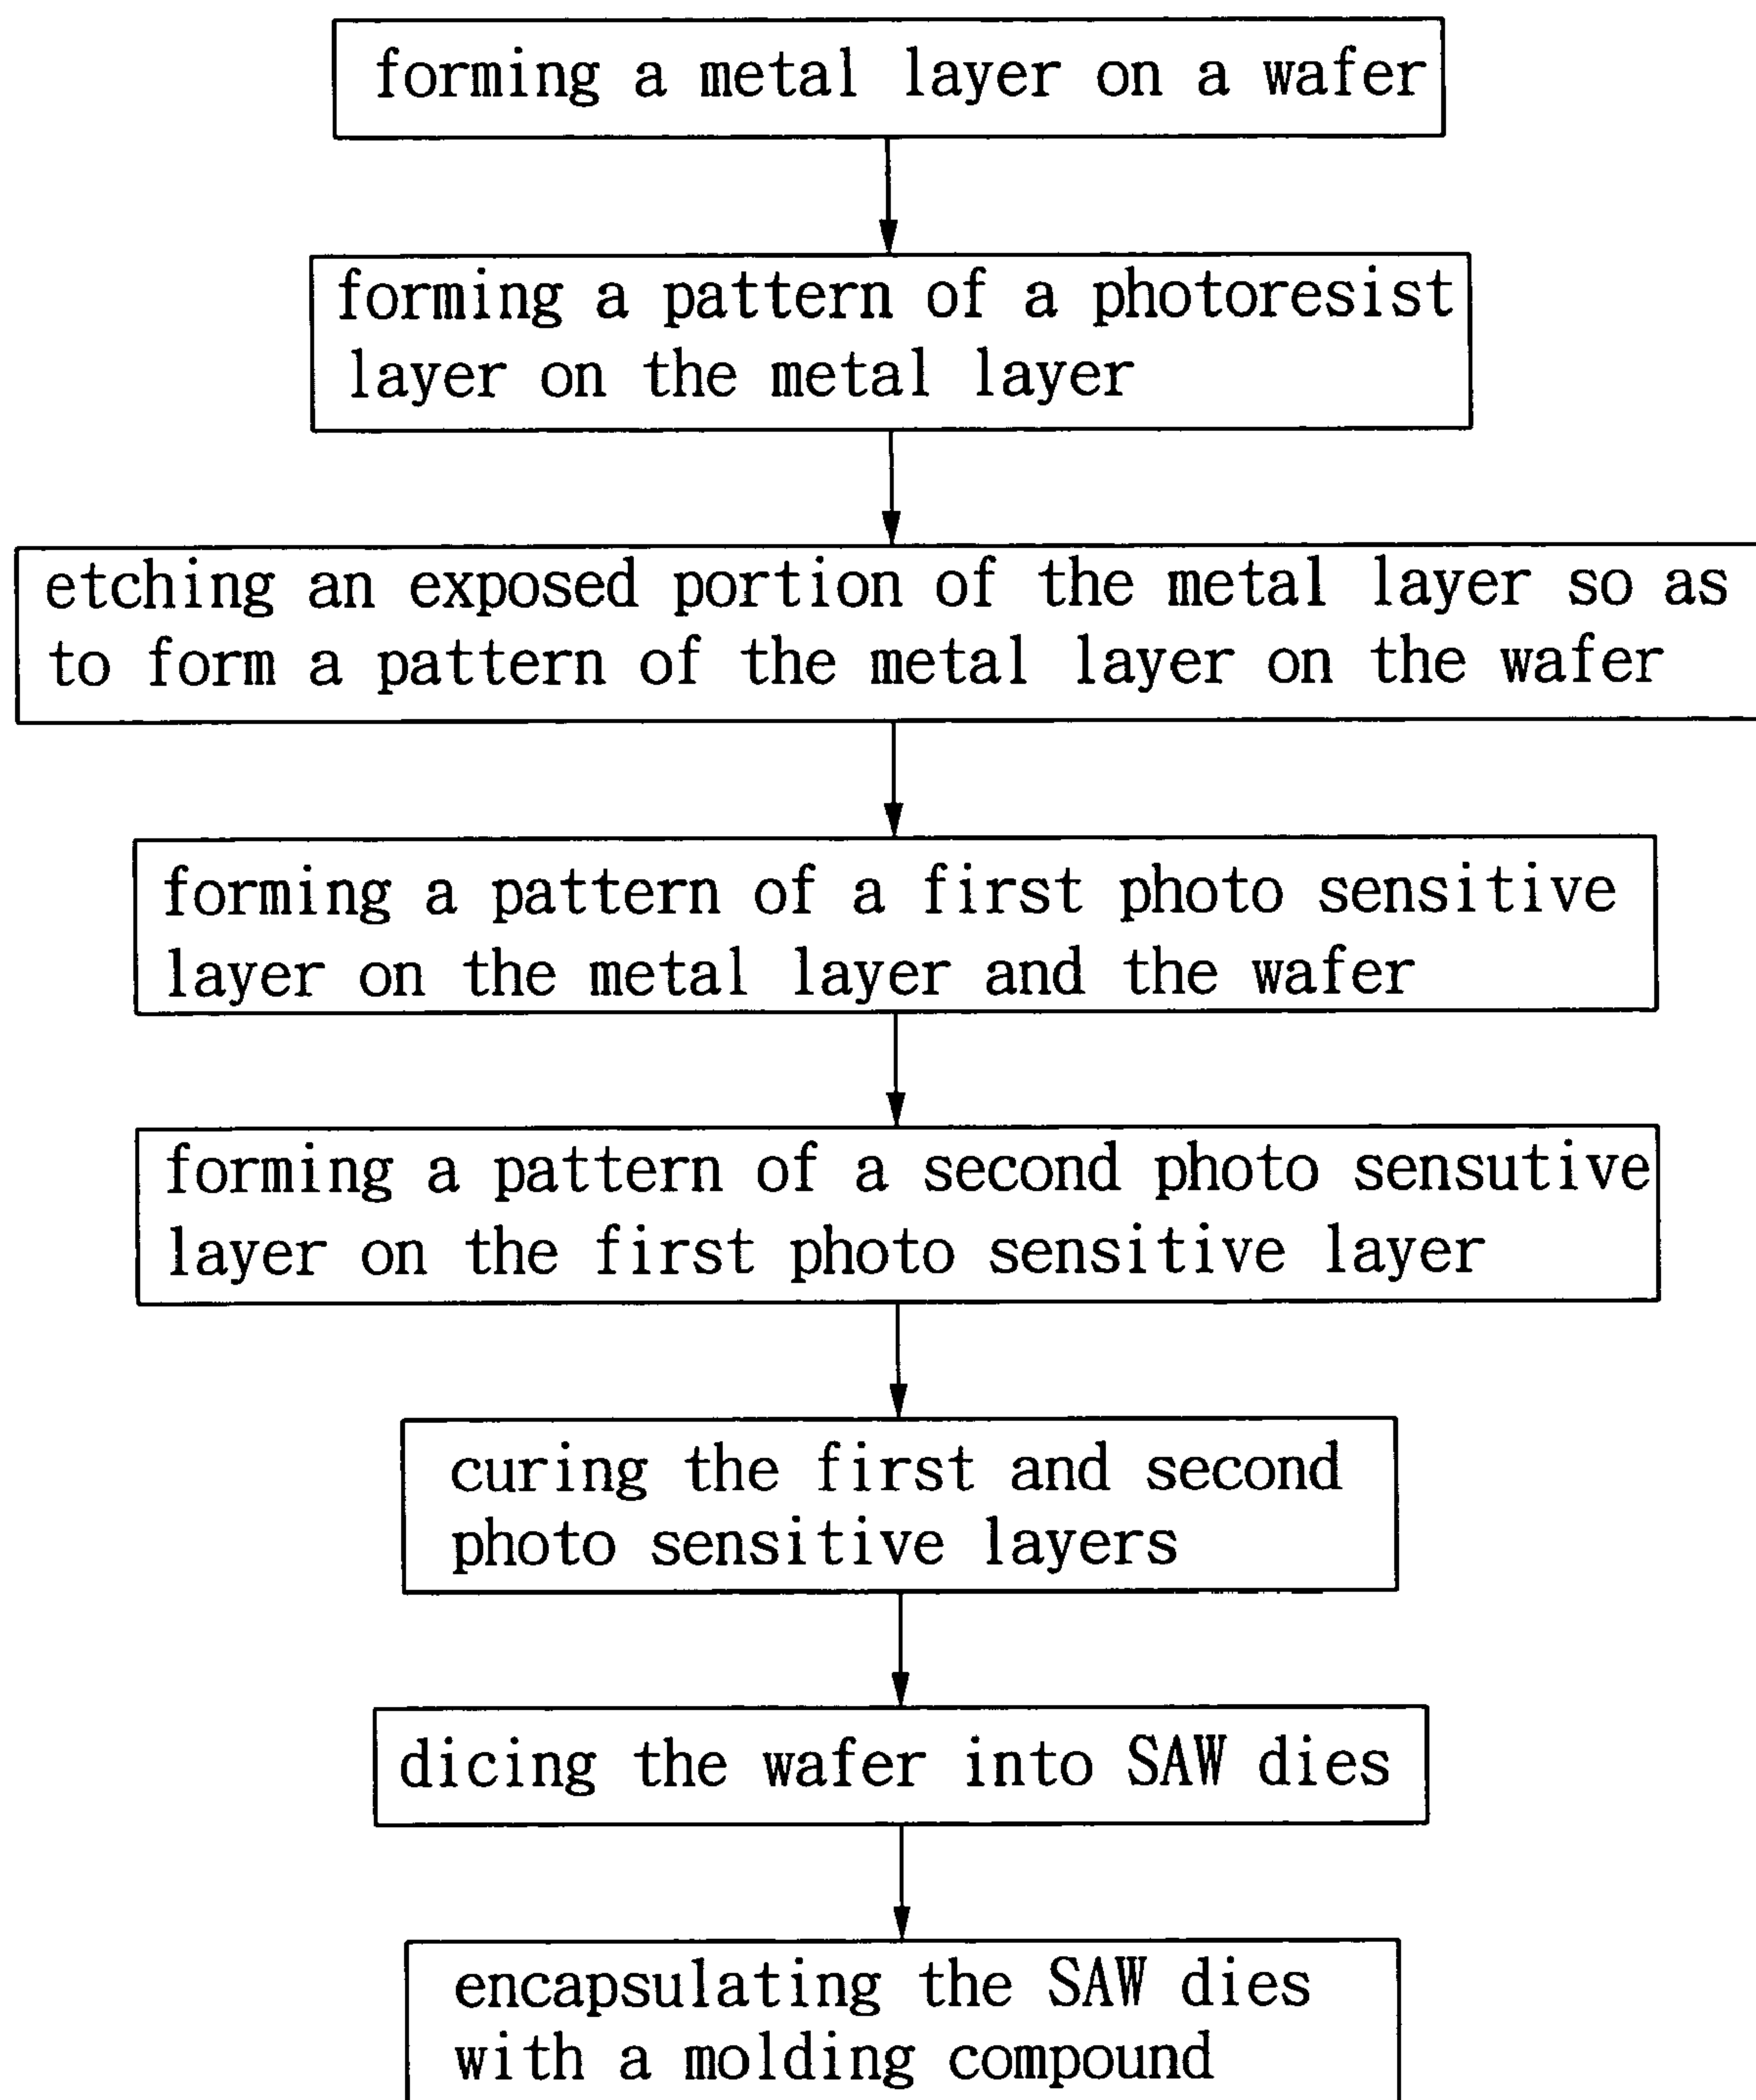 forming a metal layer on a wafer
forming a pattern of a photoresist
layer on the metal layer
etching an exposed portion of the metal layer so as
to form a pattern of the metal layer on the wafer
forming a pattern of a first photo sensitive
layer on the metal layer and the wafer
forming a pattern of a second photo sensutive
layer on the first photo sensitive layer
curing the first and second
photo sensitive layers
dicing the wafer into SAW dies
encapsulating the SAW dies
with a molding compound